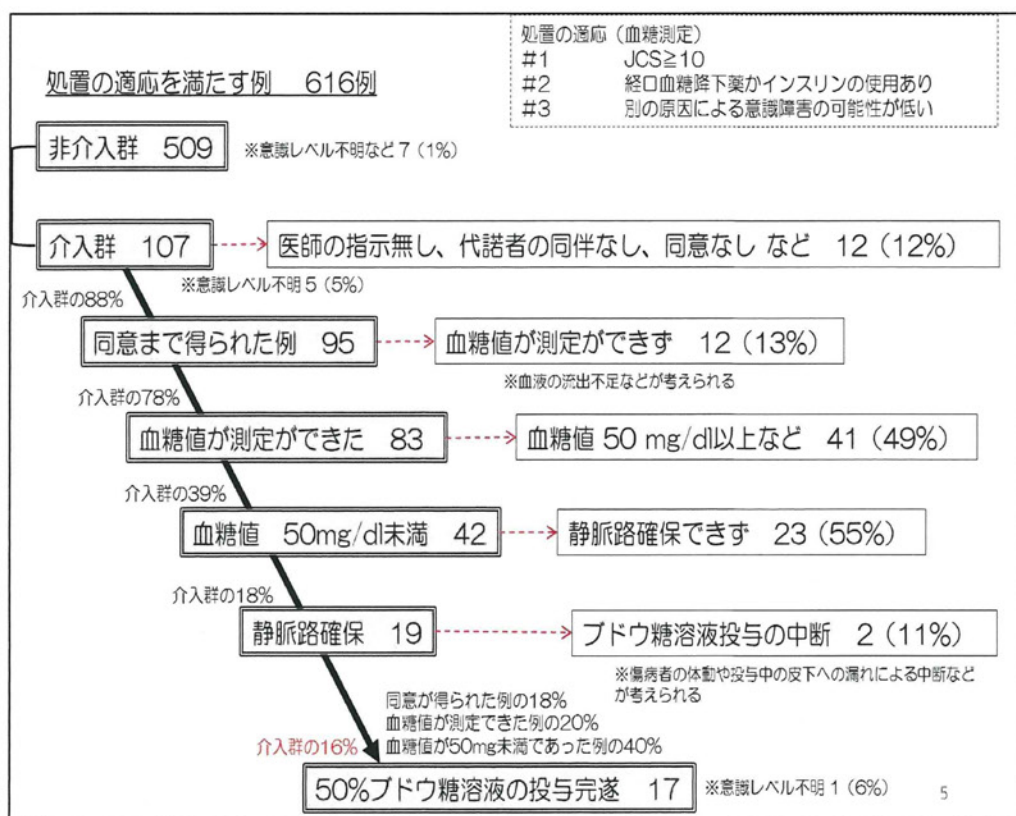 処置の適応（血糖測定）
#1 JCS≧10
#2 経口血糖降下薬かインスリンの使用あり
#3 別の原因による意識障害の可能性が低い
処置の適応を満たす例 616例
非介入群 509 ※意識レベル不明など 7（1%）
介入群 107 医師の指示無し、代諾者の同伴なし、同意なし など 12（12%）
※意識レベル不明 5（5%）
介入群の88%
同意まで得られた例 95 血糖値が測定ができず 12（13%）
※血液の流出不足などが考えられる
介入群の78%
血糖値が測定ができた 83 血糖値 50 mg/dl以上など 41（49%）
介入群の39%
血糖値 50mg/dl未満 42 静脈路確保できず 23（55%）
介入群の18%
静脈路確保 19 ブドウ糖溶液投与の中断 2（11%）
※傷病者の体動や投与中の皮下への漏れによる中断など
が考えられる
同意が得られた例の18%
血糖値が測定できた例の20%
介入群の16% 血糖値が50mg未満であった例の40%
50%ブドウ糖溶液の投与完遂 17 ※意識レベル不明 1（6%）
5